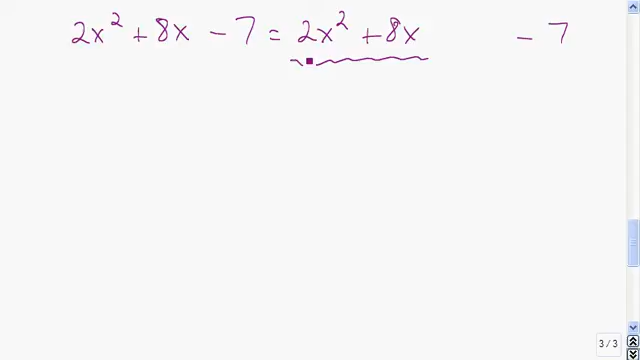 2x² + 8x - 7 = 2x² + 8x - 7
3 / 3